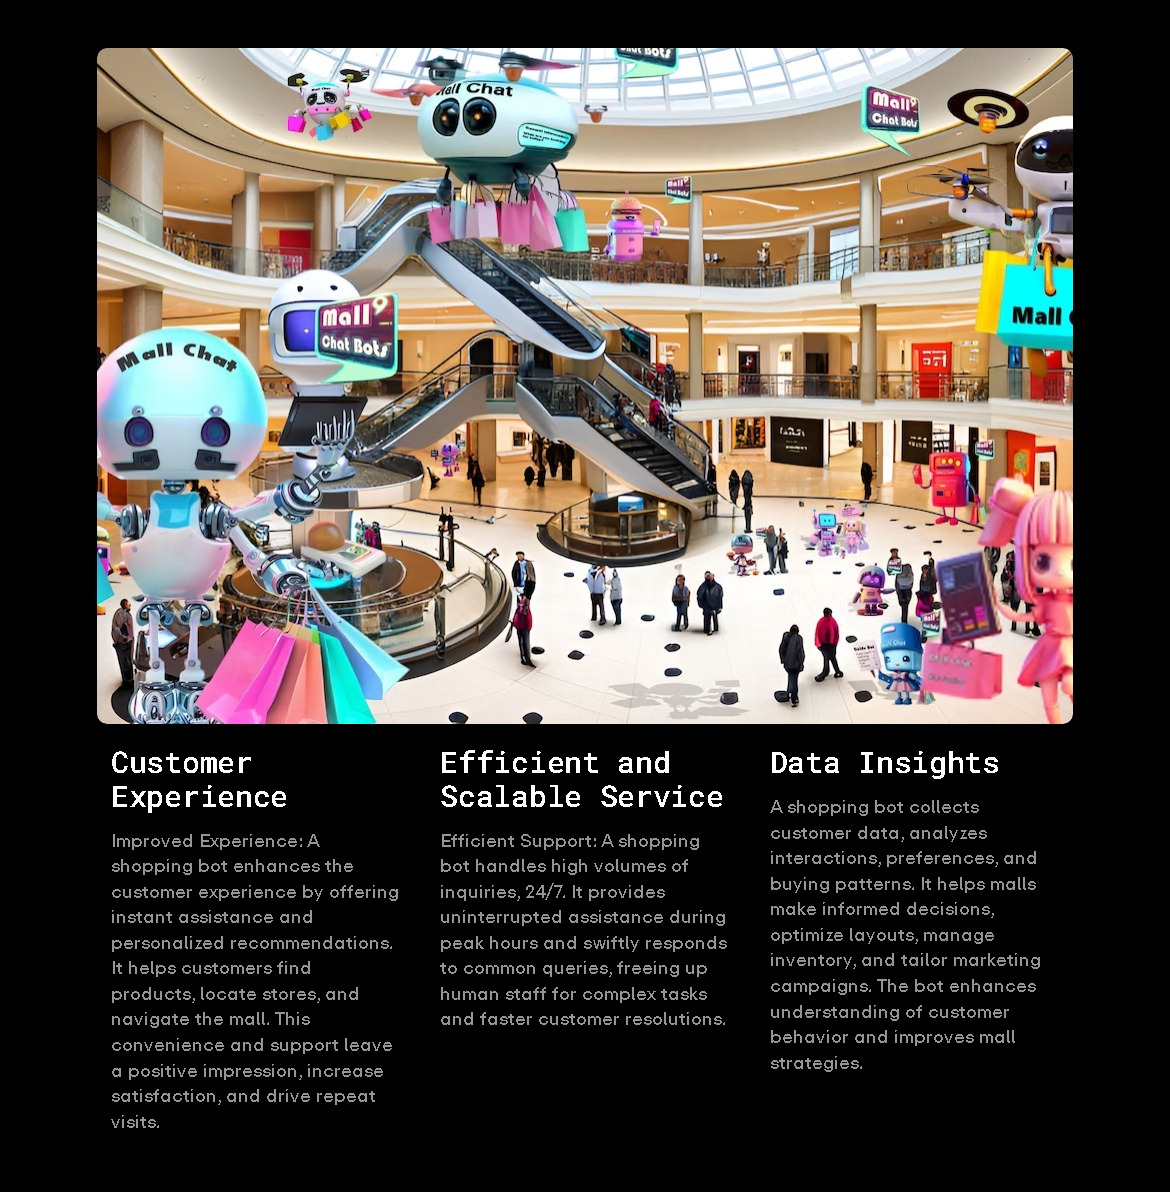 Chat Bots
Mall Chat
Mall
Chat Bots
Mall
Chat Bots
Mall
Mall
Chat Bots
Mall Chat
Customer
Experience
Improved Experience: A
shopping bot enhances the
customer experience by offering
instant assistance and
personalized recommendations.
It helps customers find
products, locate stores, and
navigate the mall. This
convenience and support leave
a positive impression, increase
satisfaction, and drive repeat
visits.
Efficient and
Scalable Service
Efficient Support: A shopping
bot handles high volumes of
inquiries, 24/7. It provides
uninterrupted assistance during
peak hours and swiftly responds
to common queries, freeing up
human staff for complex tasks
and faster customer resolutions.
Data Insights
A shopping bot collects
customer data, analyzes
interactions, preferences, and
buying patterns. It helps malls
make informed decisions,
optimize layouts, manage
inventory, and tailor marketing
campaigns. The bot enhances
understanding of customer
behavior and improves mall
strategies.